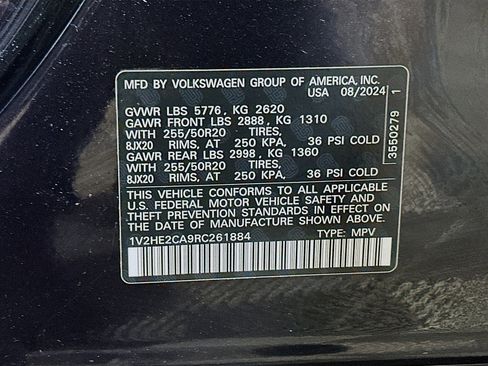 MFD BY VOLKSWAGEN GROUP OF AMERICA, INC.
USA 08/2024
GVWR LBS 5776, KG 2620
GAWR FRONT LBS 2888, KG 1310
WITH 255/50R20 TIRES,
8JX20 RIMS, AT 250 KPA, 36 PSI COLD
GAWR REAR LBS 2998, KG 1360
WITH 255/50R20 TIRES,
8JX20 RIMS, AT 250 KPA, 36 PSI COLD
THIS VEHICLE CONFORMS TO ALL APPLICABLE
U.S. FEDERAL MOTOR VEHICLE SAFETY AND
THEFT PREVENTION STANDARDS IN EFFECT ON
THE DATE OF MANUFACTURE SHOWN ABOVE.
1V2HE2CA9RC261884 TYPE: MPV
3550279 1